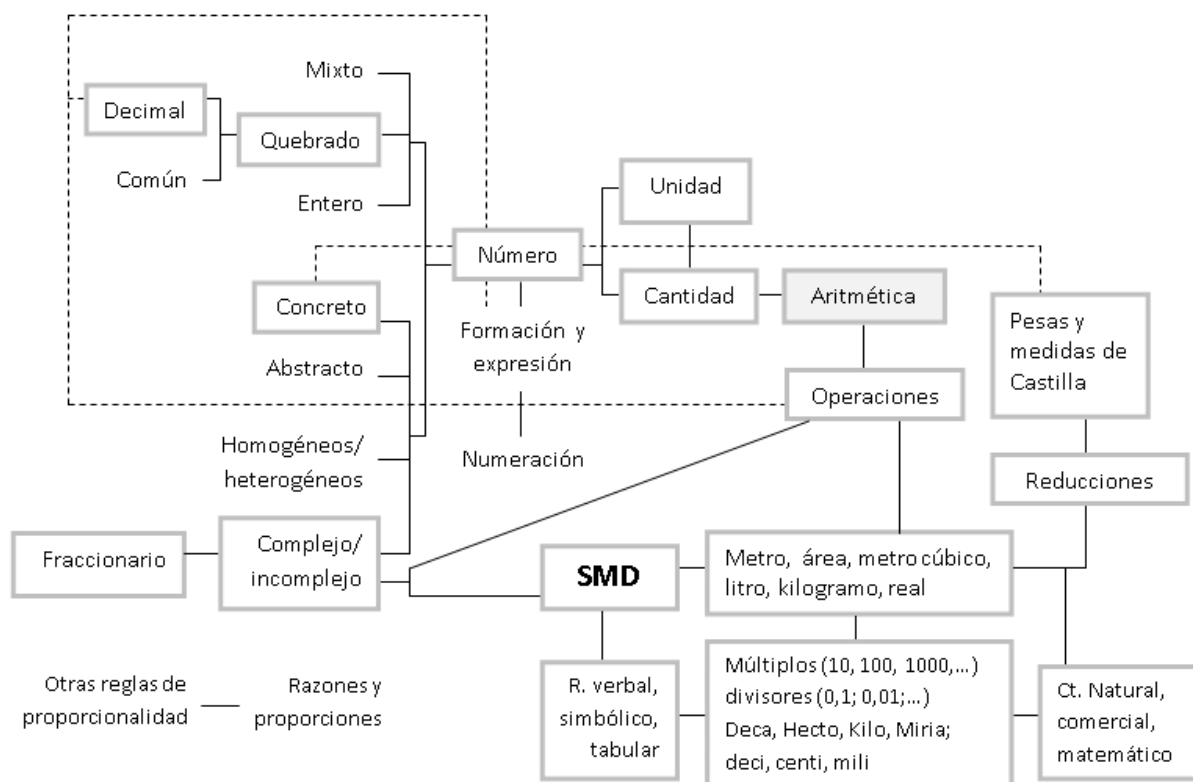 Mixto
Decimal
Quebrado
Común
Entero
Unidad
Número
Cantidad
Aritmética
Concreto
Formación y
expresión
Pesas y
medidas de
Castilla
Abstracto
Operaciones
Homogéneos/
heterogéneos
Numeración
Reducciones
Fraccionario
Complejo/
incomplejo
SMD
Metro, área, metro cúbico,
litro, kilogramo, real
Otras reglas de
proporcionalidad
Razones y
proporciones
R. verbal,
simbólico,
tabular
Múltiplos (10, 100, 1000,...)
divisores (0,1; 0,01;...)
Deca, Hecto, Kilo, Miria;
deci, centi, mili
Ct. Natural,
comercial,
matemático